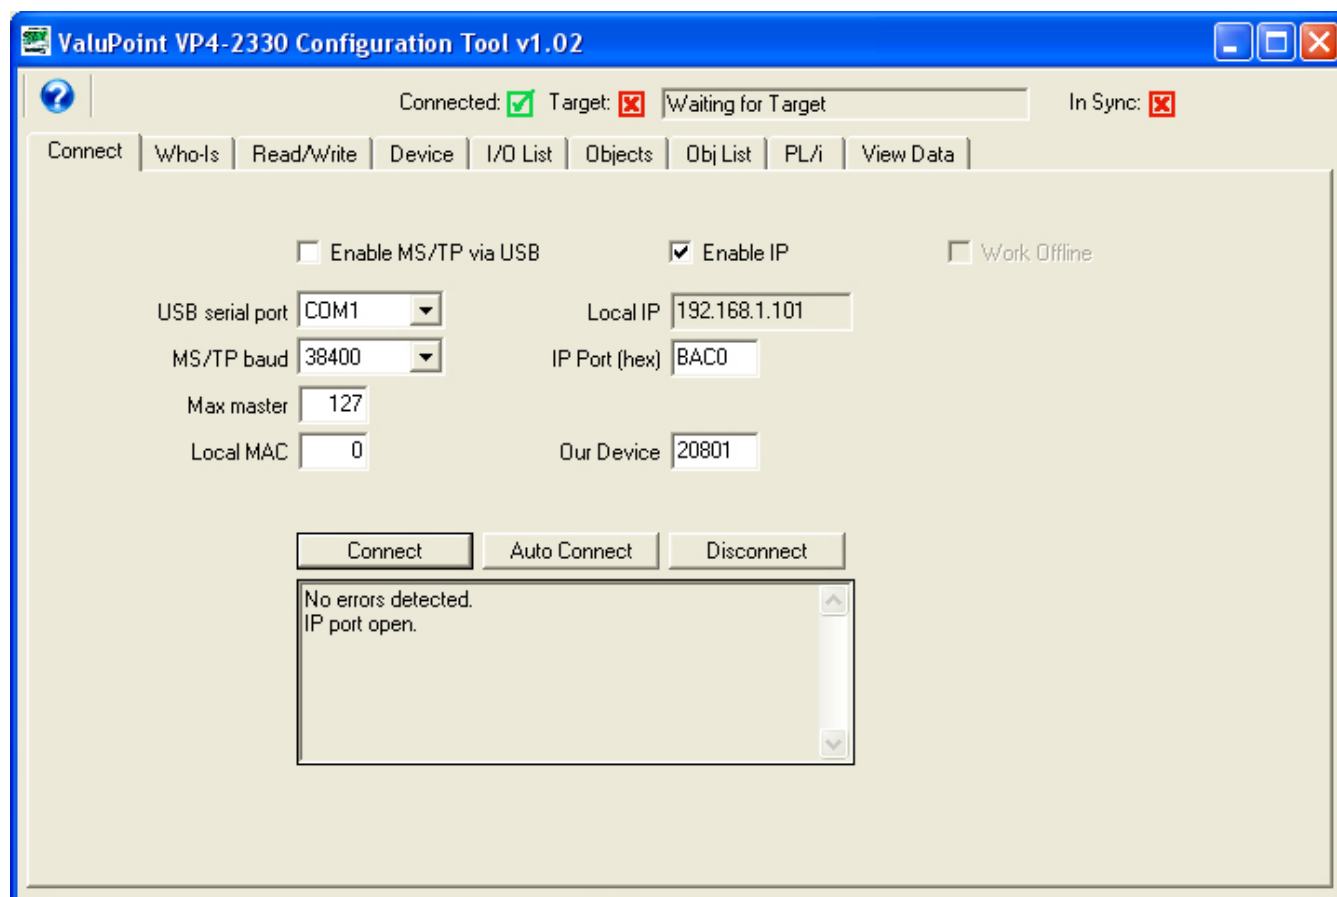 ValuPoint VP4-2330 Configuration Tool v1.02
Connected: Target: Waiting for Target In Sync:
Connect Who-Is Read/Write Device I/O List Objects Obj List PL/i View Data
Enable MS/TP via USB Enable IP Work Offline
USB serial port COM1 Local IP 192.168.1.101
MS/TP baud 38400 IP Port (hex) BAC0
Max master 127
Local MAC 0 Our Device 20801
Connect Auto Connect Disconnect
No errors detected.
IP port open.